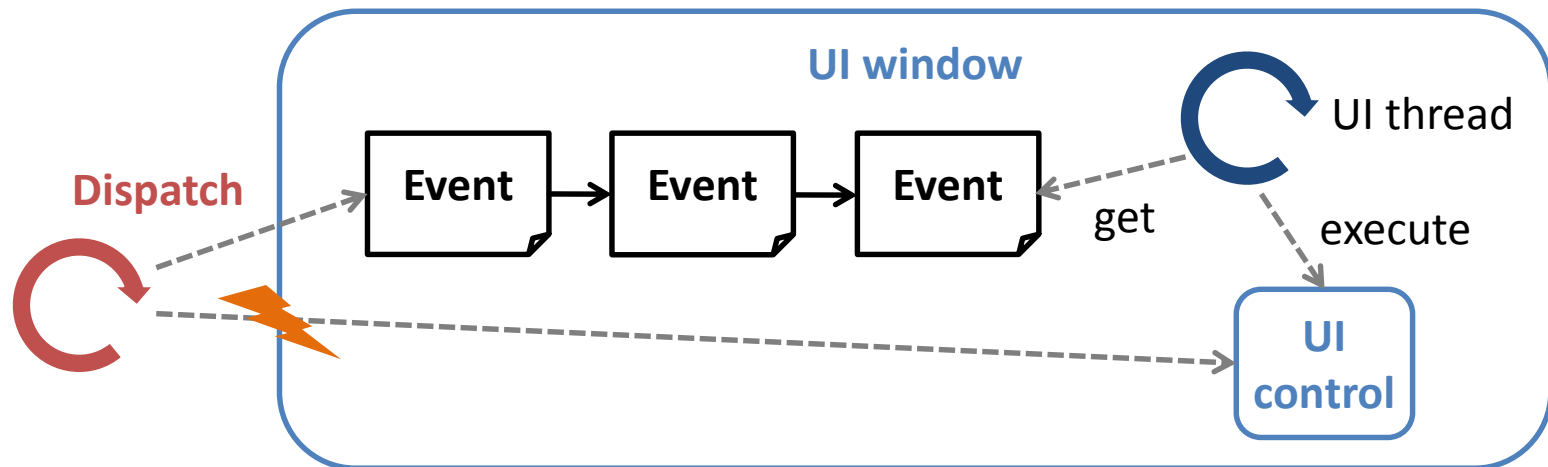 UI window
UI thread
Dispatch
Event
Event
Event
get
execute
UI
control